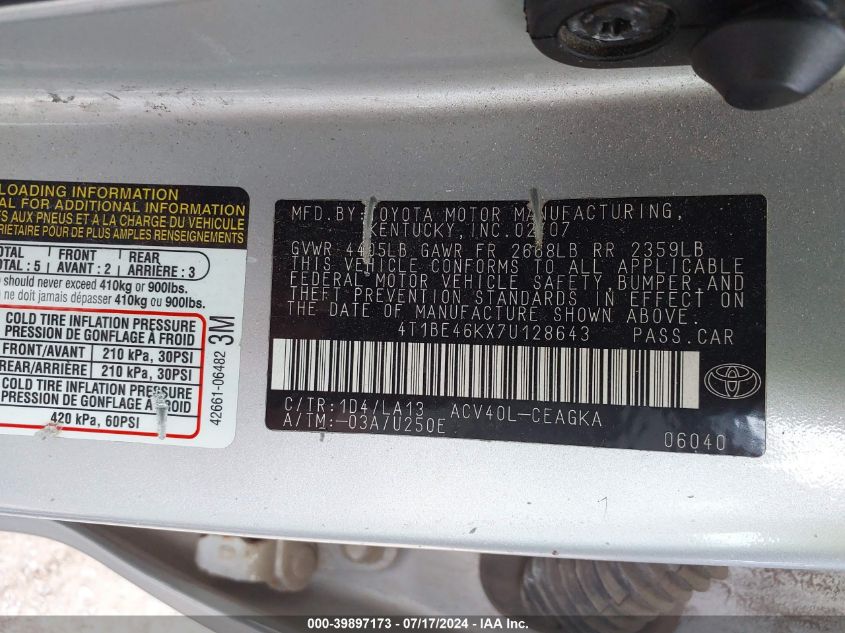 LOADING INFORMATION
AL FOR ADDITIONAL INFORMATION
AUX PNEUS ET A LA CHARGE DU VEHICULE
PRIETAIRE POUR DE PLUS AMPLES RENSEIGNEMENTS
FRONT REAR
: 5 AVANT : 2 ARRIÈRE : 3
should never exceed 410kg or 900lbs.
ne doit jamais dépasser 410kg ou 900lbs.
COLD TIRE INFLATION PRESSURE
PRESSION DE GONFLAGE À FROID
FRONT/AVANT 210 kPa, 30PSI
REAR/ARRIÈRE 210 kPa, 30PSI
COLD TIRE INFLATION PRESSURE
PRESSION DE GONFLAGE À FROID
420 kPa, 60PSI
42661-06482 3M
MFD.BY: TOYOTA MOTOR MANUFACTURING,
KENTUCKY, INC. 02/07
GVWR 4405LB GAWR FR 2668LB RR 2359LB
THIS VEHICLE CONFORMS TO ALL APPLICABLE
FEDERAL MOTOR VEHICLE SAFETY, BUMPER, AND
THEFT PREVENTION STANDARDS IN EFFECT ON
THE DATE OF MANUFACTURE SHOWN ABOVE.
4T1BE46KX7U128643 PASS.CAR
C/TR: 1D4/LA13 ACV40L-CEAGKA
A/TM:-03A/U250E
06040
000-39897173 - 07/17/2024 - IAA Inc.